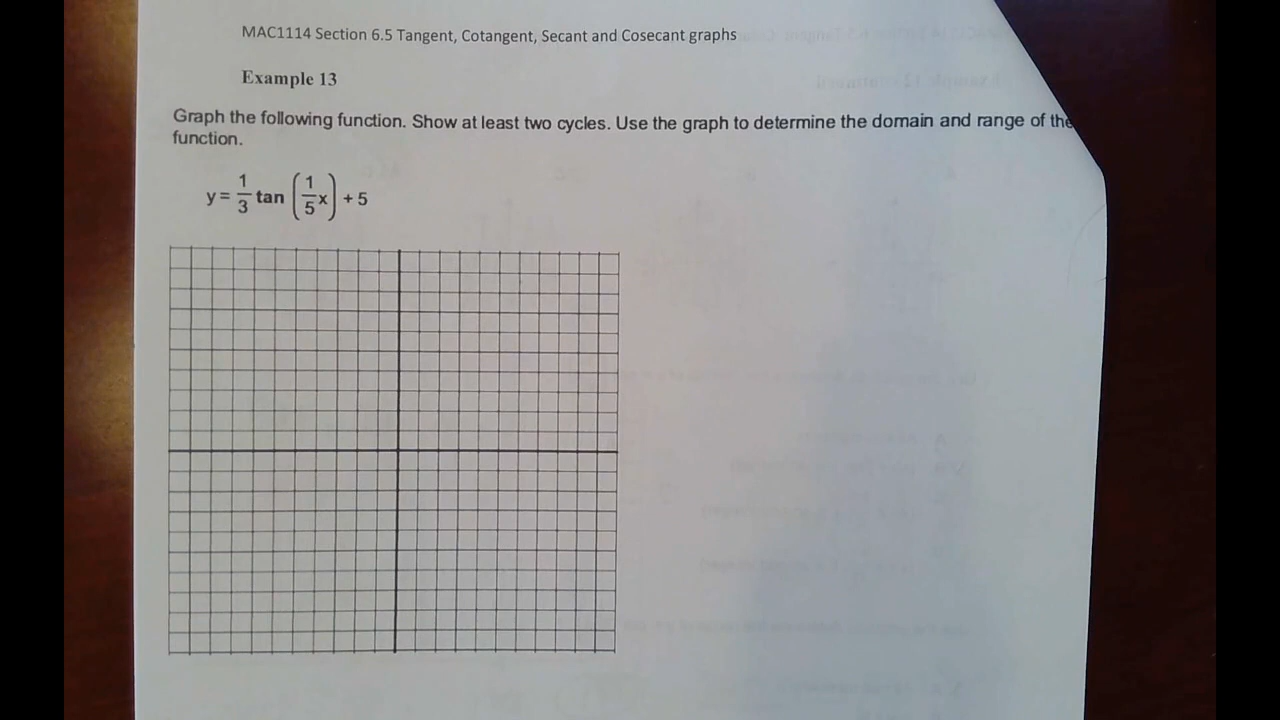 MAC1114 Section 6.5 Tangent, Cotangent, Secant and Cosecant graphs
Example 13
Graph the following function. Show at least two cycles. Use the graph to determine the domain and range of the
function.
y = 1/3 tan (1/5 x) + 5